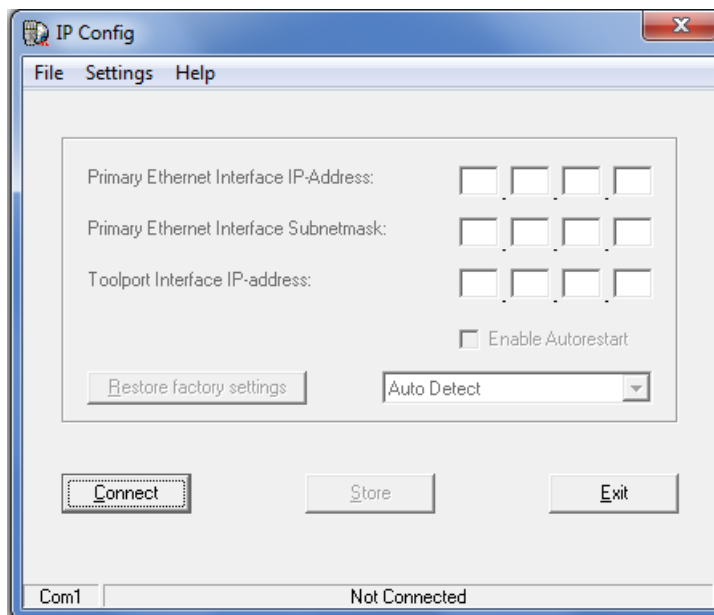 IP Config
File Settings Help
Primary Ethernet Interface IP-Address:
. . .
Primary Ethernet Interface Subnetmask:
. . .
Toolport Interface IP-address:
. . .
Enable Autorestart
Restore factory settings Auto Detect
Connect Store Exit
Com1 Not Connected